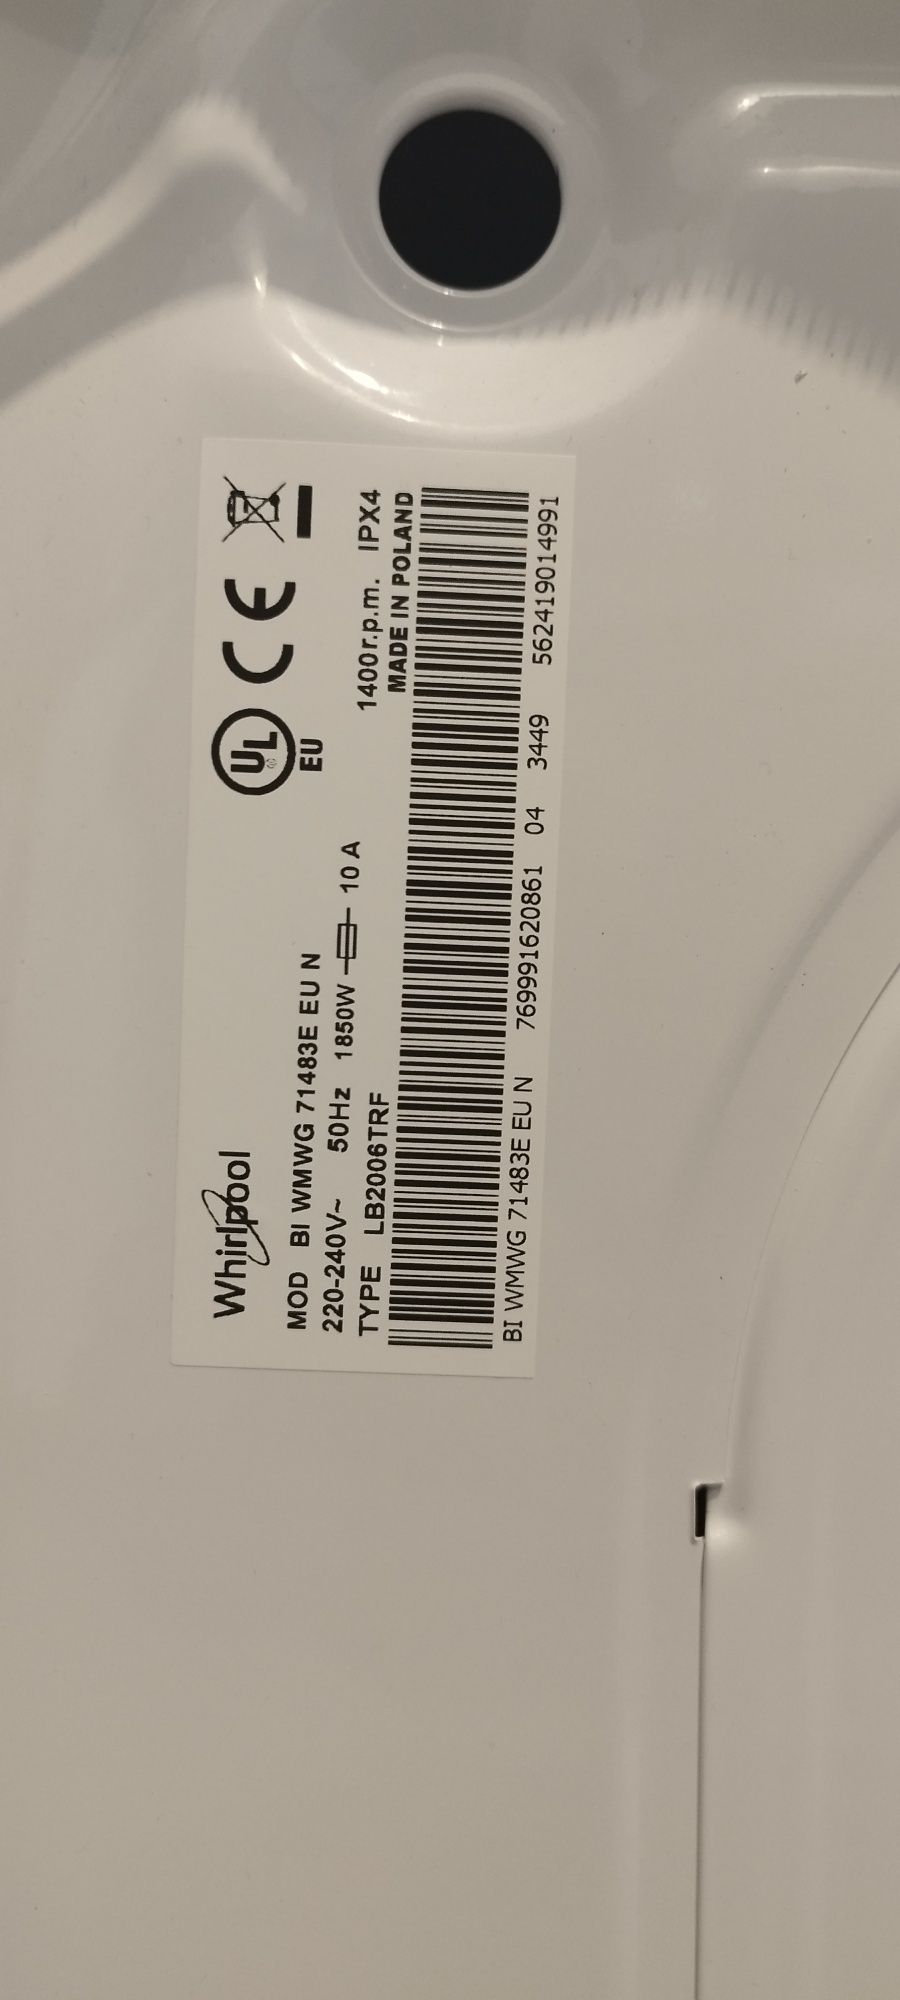 Whirlpool
UL EU CE
MOD BI WMWG 71483E EU N
220-240V~ 50Hz 1850W 10 A 1400 r.p.m. IPX4
TYPE LB2006TRF MADE IN POLAND
BI WMWG 71483E EU N 769991620861 04 3449 562419014991